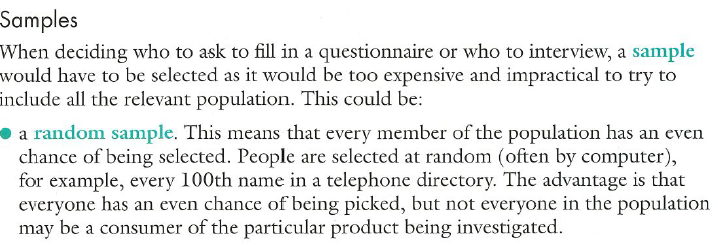 Samples
When deciding who to ask to fill in a questionnaire or who to interview, a sample
would have to be selected as it would be too expensive and impractical to try to
include all the relevant population. This could be:
● a random sample. This means that every member of the population has an even
chance of being selected. People are selected at random (often by computer),
for example, every 100th name in a telephone directory. The advantage is that
everyone has an even chance of being picked, but not everyone in the population
may be a consumer of the particular product being investigated.